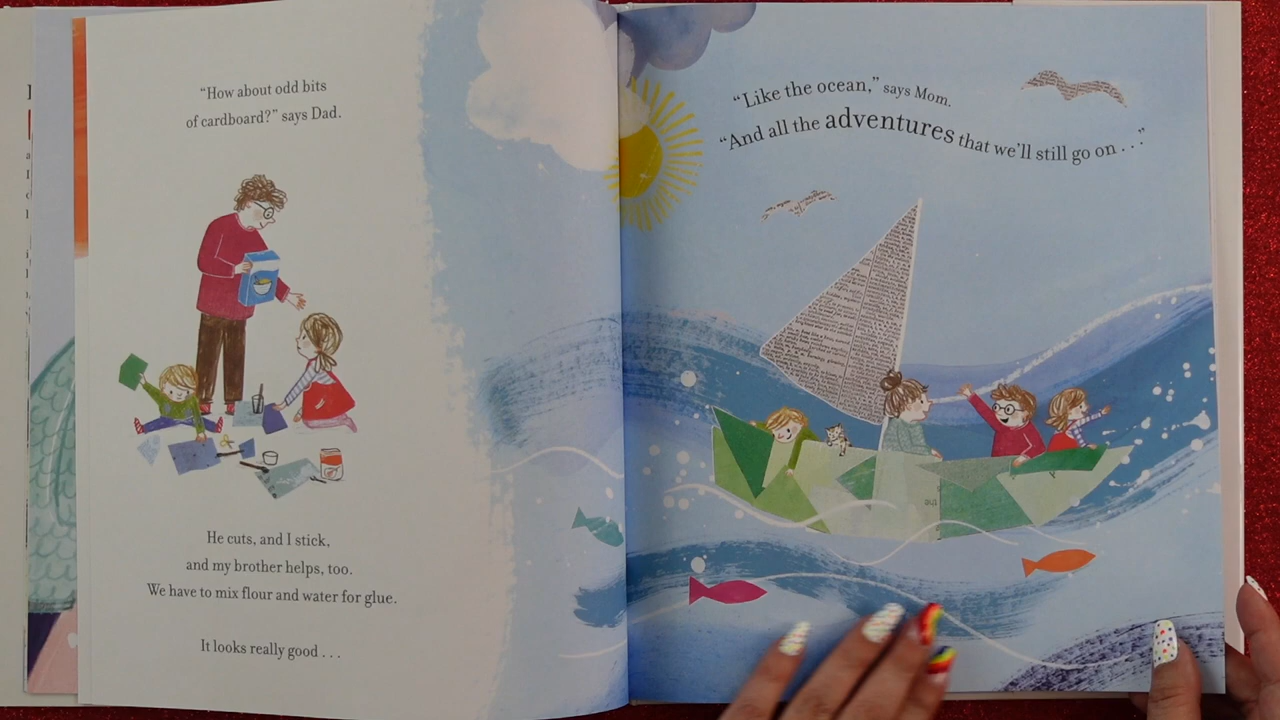 “How about odd bits
of cardboard?” says Dad.
He cuts, and I stick,
and my brother helps, too.
We have to mix flour and water for glue.
It looks really good . . .
“Like the ocean,” says Mom.
“And all the adventures that we’ll still go on . . .”